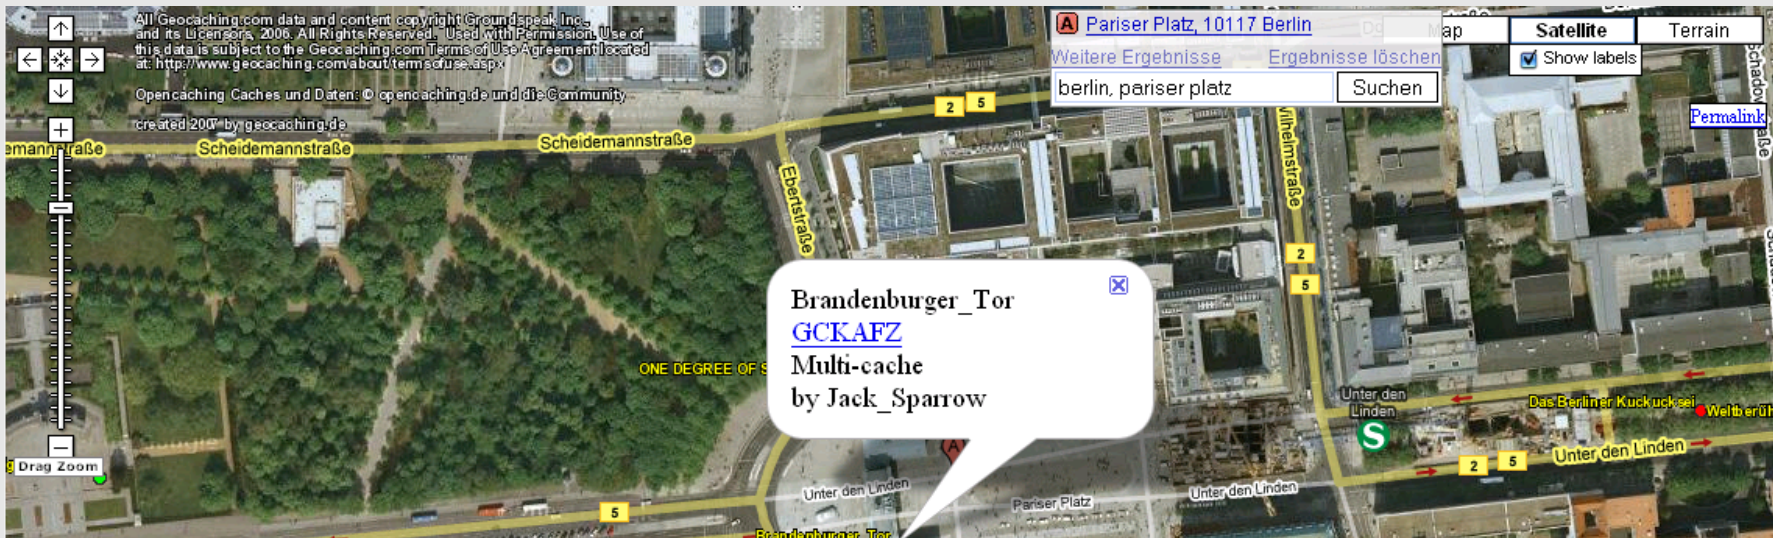 All Geocaching.com data and content copyright Groundspeak Inc.,
and its Licensors, 2006. All Rights Reserved. Used with Permission. Use of
this data is subject to the Geocaching.com Terms of Use Agreement located
at: http://www.geocaching.com/about/termsofuse.aspx
Opencaching Caches und Daten: © opencaching.de und die Community
created 2007 by geocaching.de
A Pariser Platz, 10117 Berlin
Weitere Ergebnisse Ergebnisse löschen
berlin, pariser platz Suchen
Map Satellite Terrain
Show labels
Permalink
Schadowstraße
emannstraße
Scheidemannstraße
Scheidemannstraße
2 5
Ebertstraße
Wilhelmstraße
2
5
Brandenburger_Tor
GCKAFZ
Multi-cache
by Jack_Sparrow
ONE DEGREE OF S
A
Unter den
Linden
S
Das Berliner Kuckucksei
Weltberüh
Drag Zoom
2 5 Unter den Linden
Unter den Linden
Pariser Platz
Unter den Linden
5
Brandenburger_Tor